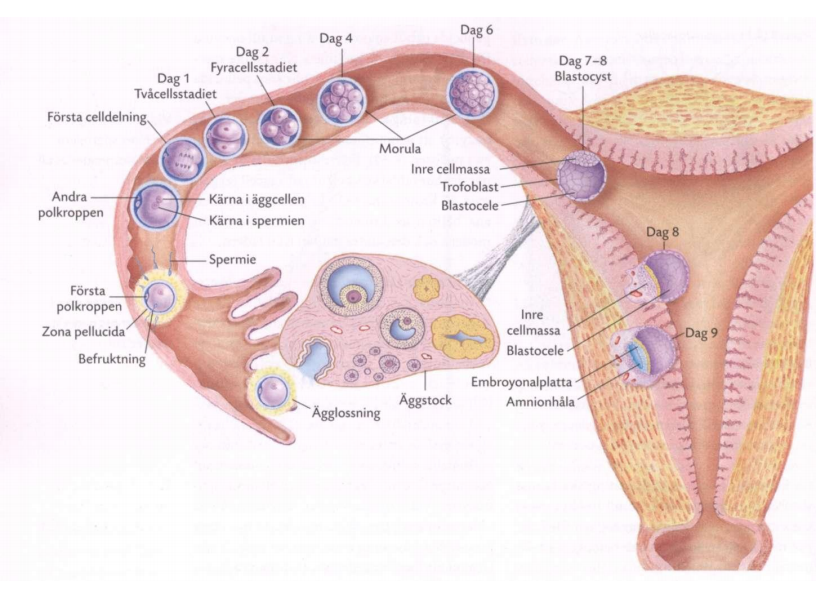 Dag 6
Dag 4
Dag 2
Fyracellsstadiet
Dag 1
Tvåcellsstadiet
Första celldelning
Dag 7–8
Blastocyst
Morula
Inre cellmassa
Trofoblast
Blastocele
Andra
polkroppen
Kärna i äggcellen
Kärna i spermien
Dag 8
Spermie
Första
polkroppen
Zona pellucida
Befruktning
Inre
cellmassa
Blastocele
Dag 9
Embroyonalplatta
Amnionhåla
Äggstock
Ägglossning